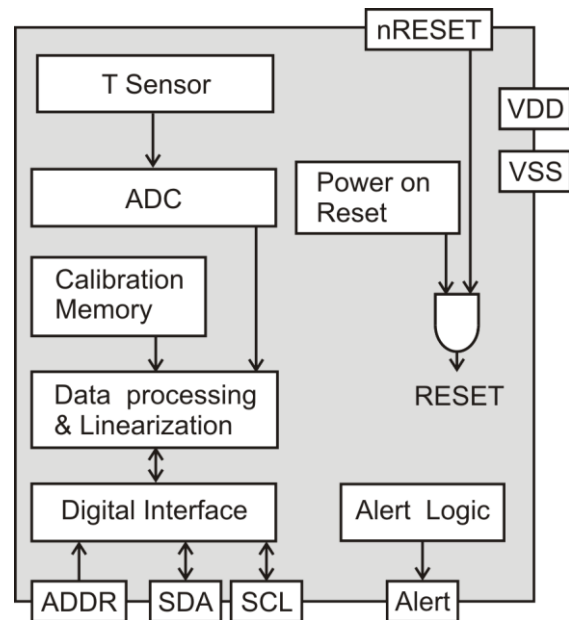 nRESET
T Sensor
VDD
VSS
ADC
Power on
Reset
Calibration
Memory
Data processing
& Linearization
RESET
Digital Interface
Alert Logic
ADDR
SDA
SCL
Alert